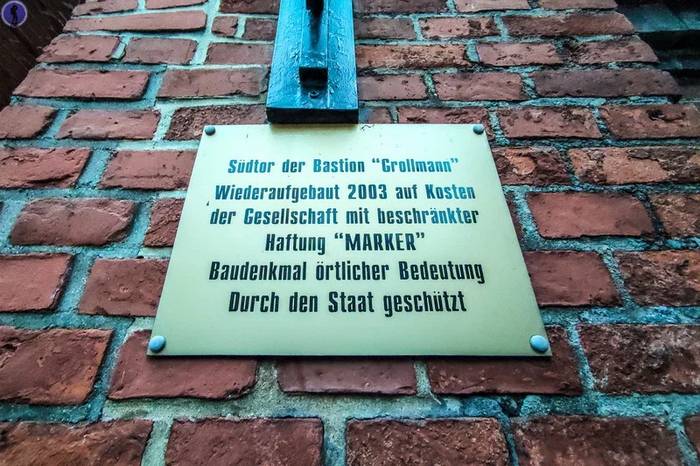 Südtor der Bastion "Grollmann"
Wiederaufgebaut 2003 auf Kosten
der Gesellschaft mit beschränkter
Haftung "MARKER"
Baudenkmal örtlicher Bedeutung
Durch den Staat geschützt